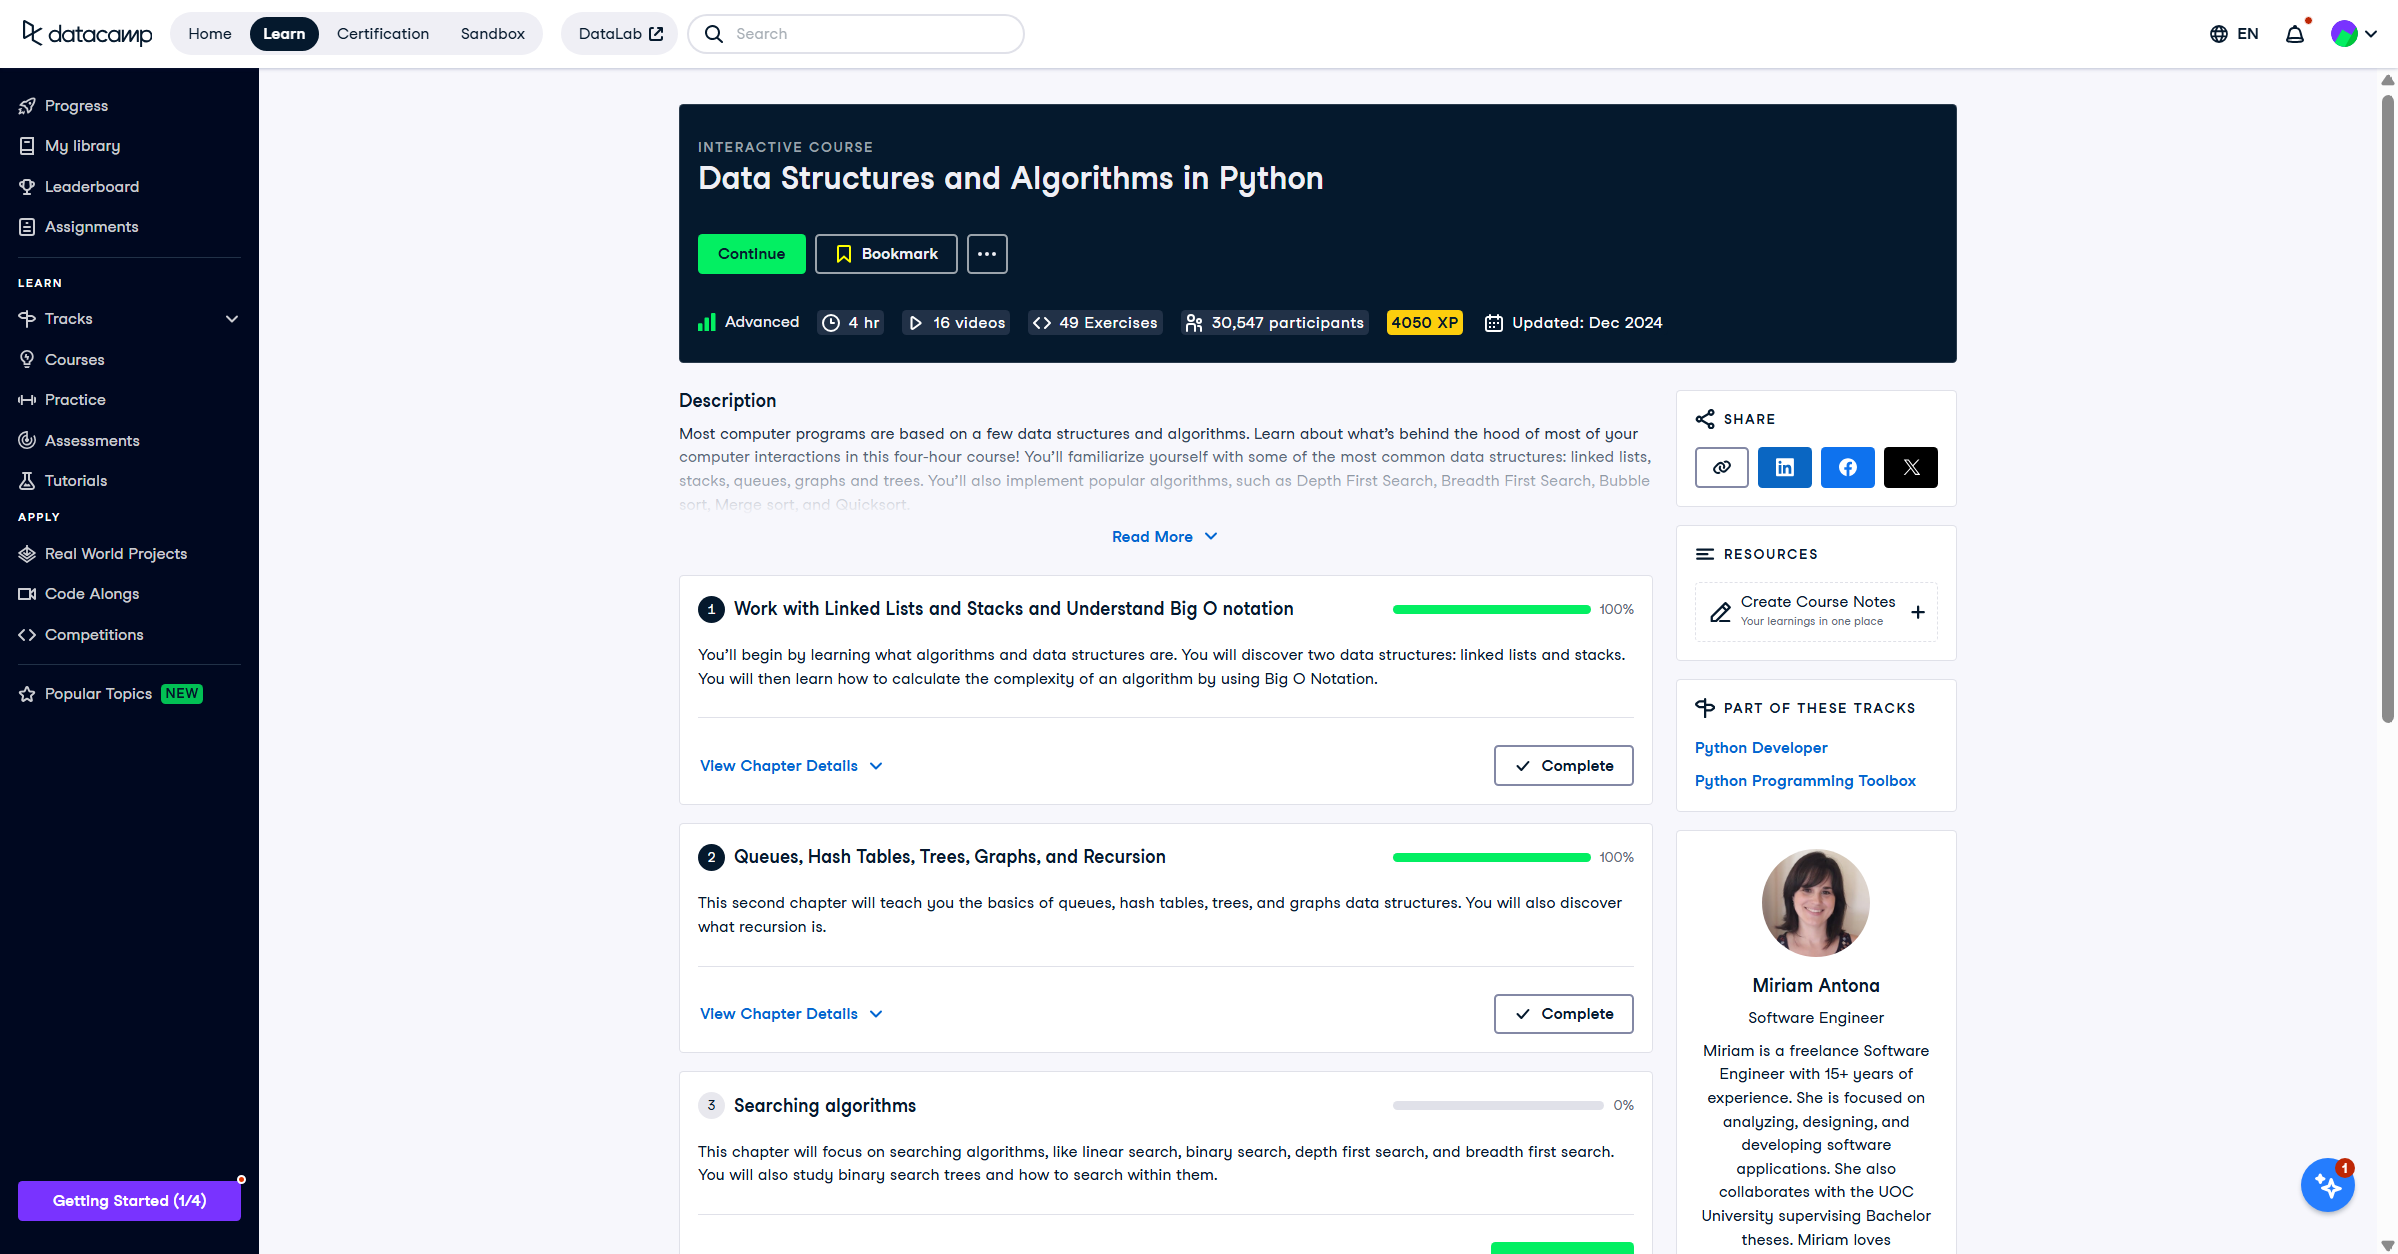 datacamp
Home
Learn
Certification
Sandbox
DataLab
Search
EN
Progress
My library
Leaderboard
Assignments
LEARN
Tracks
Courses
Practice
Assessments
Tutorials
APPLY
Real World Projects
Code Alongs
Competitions
Popular Topics NEW
Getting Started (1/4)
INTERACTIVE COURSE
Data Structures and Algorithms in Python
Continue
Bookmark
Advanced
4 hr
16 videos
49 Exercises
30,547 participants
4050 XP
Updated: Dec 2024
Description
Most computer programs are based on a few data structures and algorithms. Learn about what’s behind the hood of most of your
computer interactions in this four-hour course! You’ll familiarize yourself with some of the most common data structures: linked lists,
stacks, queues, graphs and trees. You’ll also implement popular algorithms, such as Depth First Search, Breadth First Search, Bubble
sort, Merge sort, and Quicksort.
Read More
1 Work with Linked Lists and Stacks and Understand Big O notation 100%
You’ll begin by learning what algorithms and data structures are. You will discover two data structures: linked lists and stacks.
You will then learn how to calculate the complexity of an algorithm by using Big O Notation.
View Chapter Details
Complete
2 Queues, Hash Tables, Trees, Graphs, and Recursion 100%
This second chapter will teach you the basics of queues, hash tables, trees, and graphs data structures. You will also discover
what recursion is.
View Chapter Details
Complete
3 Searching algorithms 0%
This chapter will focus on searching algorithms, like linear search, binary search, depth first search, and breadth first search.
You will also study binary search trees and how to search within them.
SHARE
RESOURCES
Create Course Notes
Your learnings in one place
PART OF THESE TRACKS
Python Developer
Python Programming Toolbox
Miriam Antona
Software Engineer
Miriam is a freelance Software
Engineer with 15+ years of
experience. She is focused on
analyzing, designing, and
developing software
applications. She also
collaborates with the UOC
University supervising Bachelor
theses. Miriam loves
1